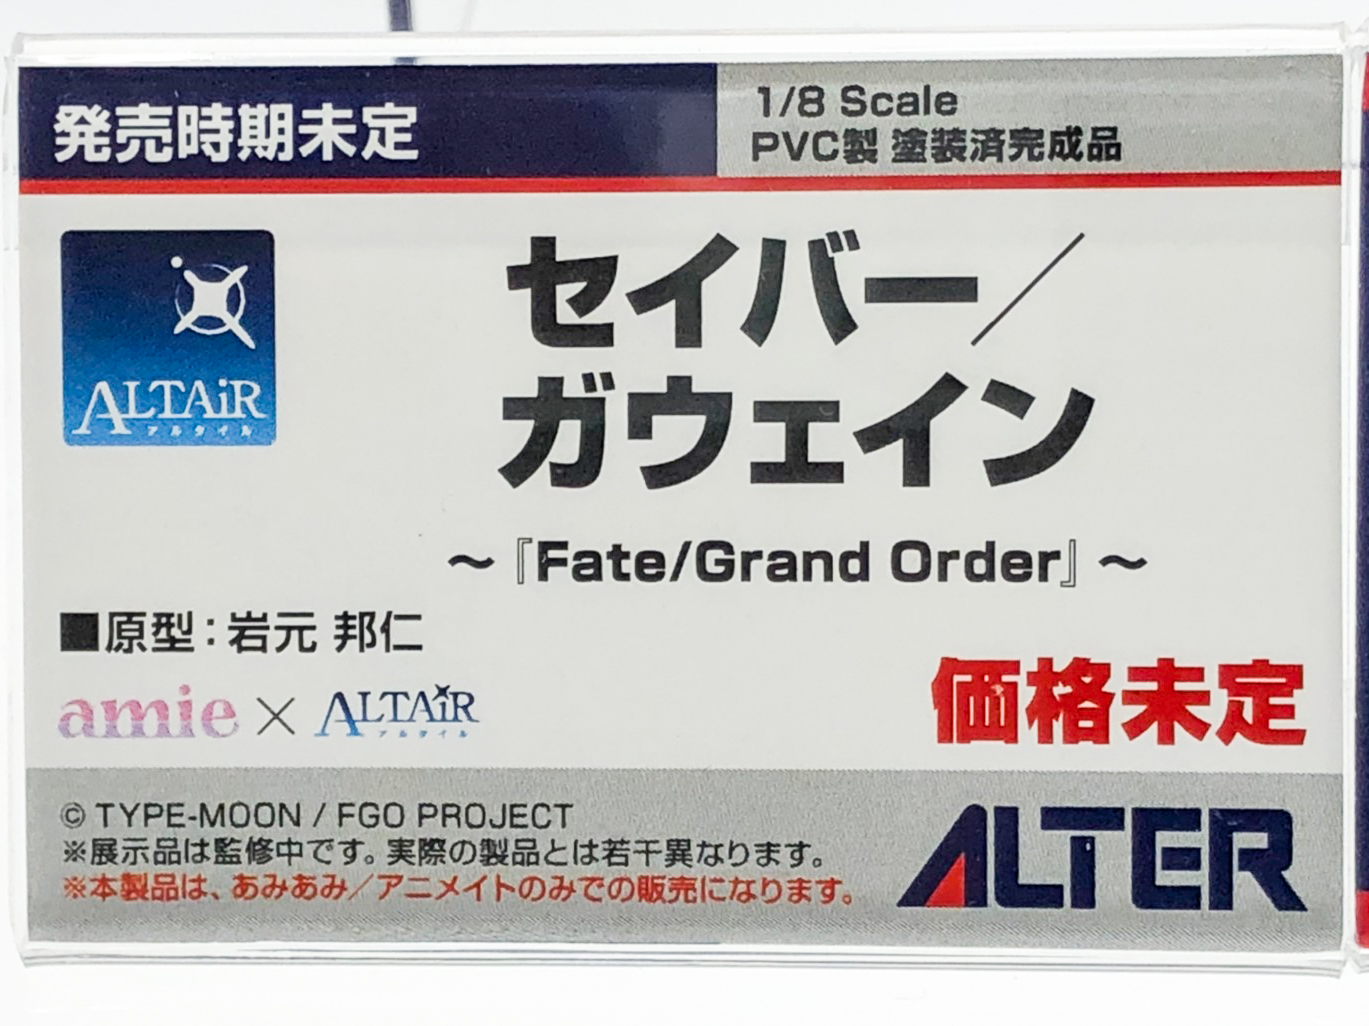 発売時期未定
1/8 Scale
PVC製 塗装済完成品
ALTAiR
アルタイル
セイバー／
ガウェイン
～『Fate/Grand Order』～
■原型：岩元 邦仁
amie×ALTAiR
アルタイル
価格未定
© TYPE-MOON / FGO PROJECT
※展示品は監修中です。実際の製品とは若干異なります。
※本製品は、あみあみ／アニメイトのみでの販売になります。
ALTER